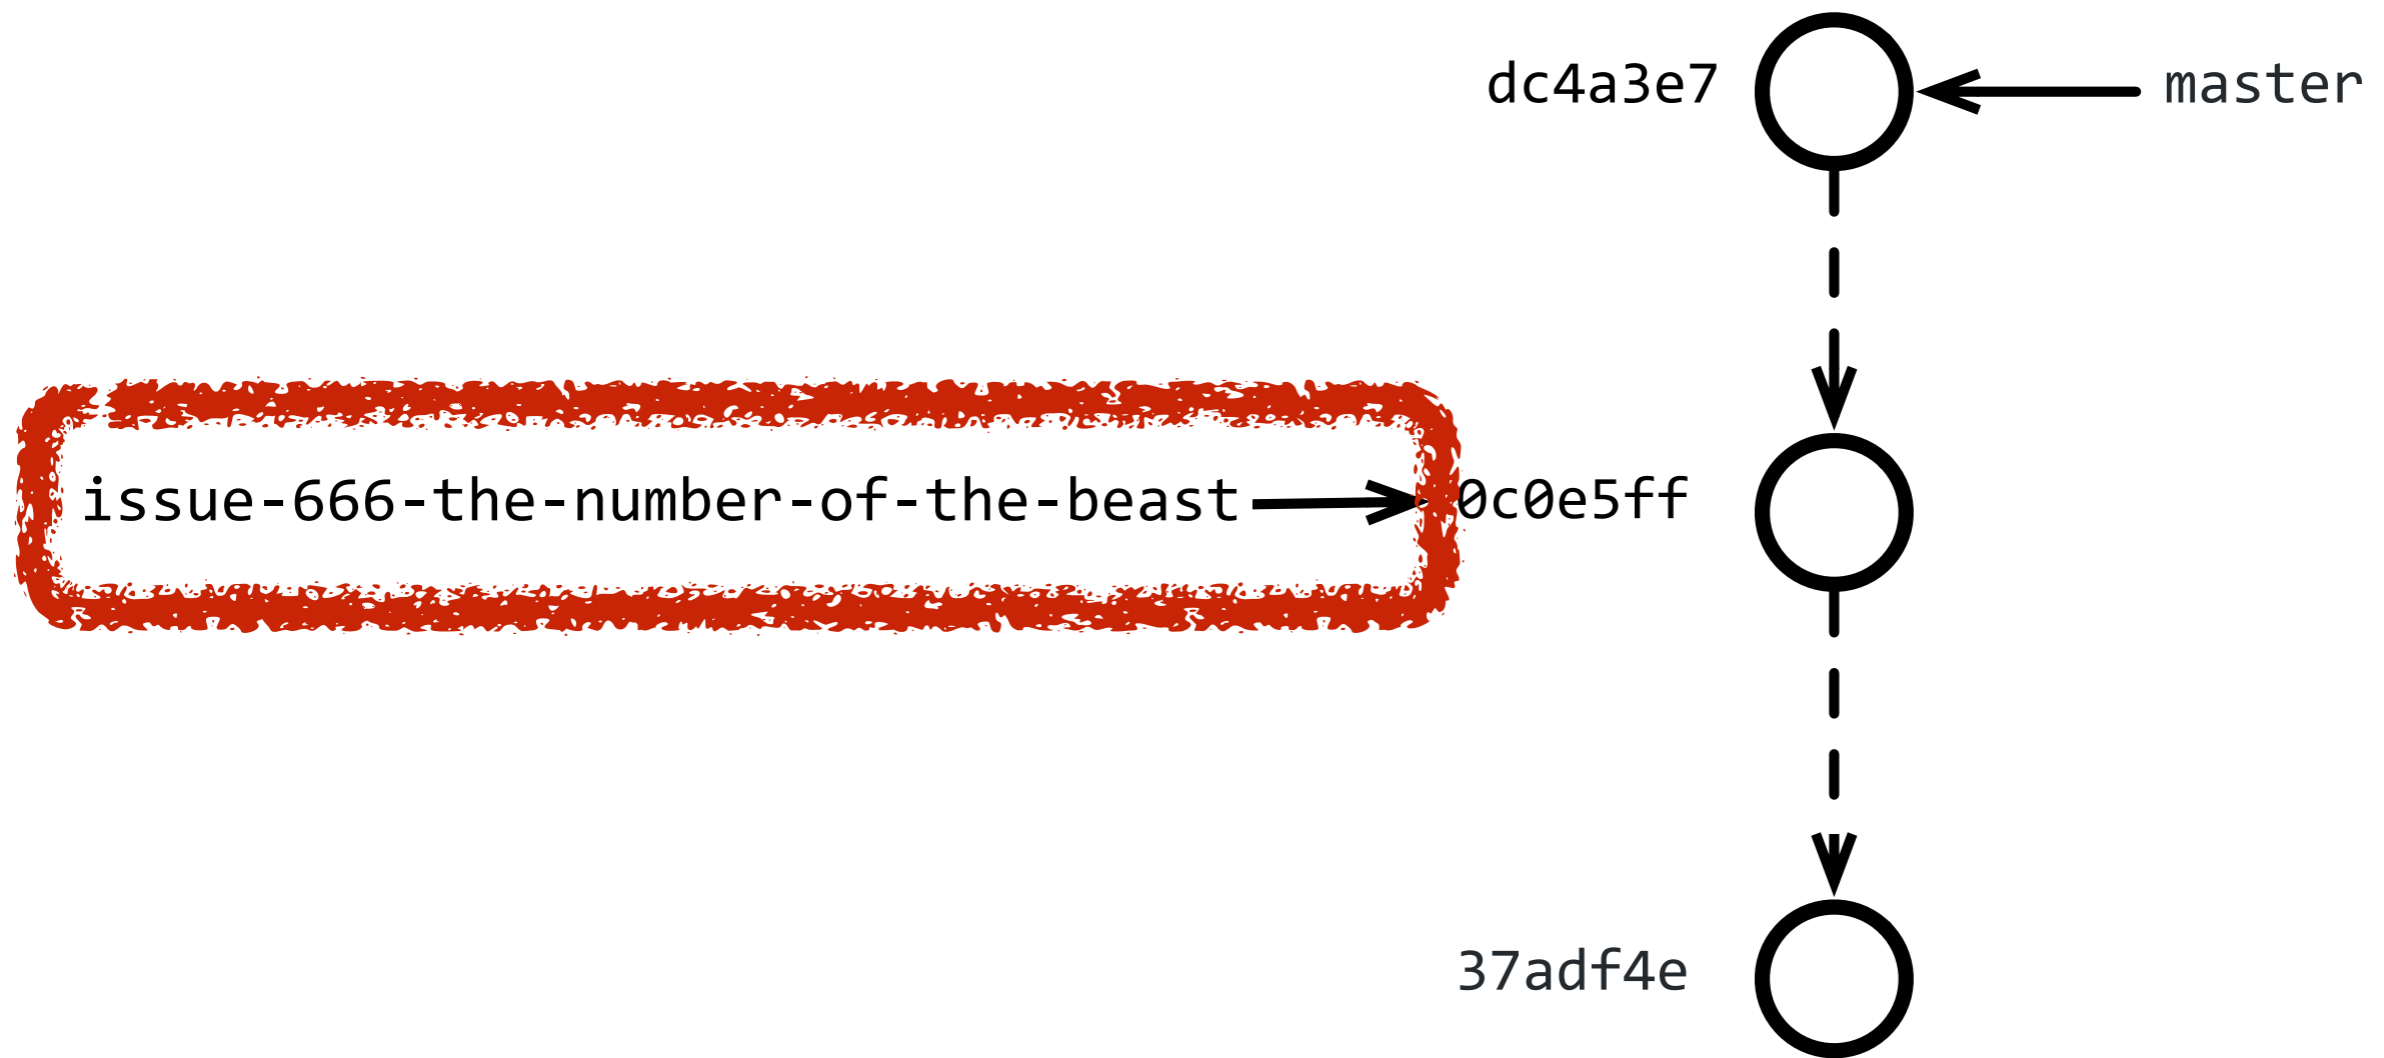 dc4a3e7
master
issue-666-the-number-of-the-beast
0c0e5ff
37adf4e